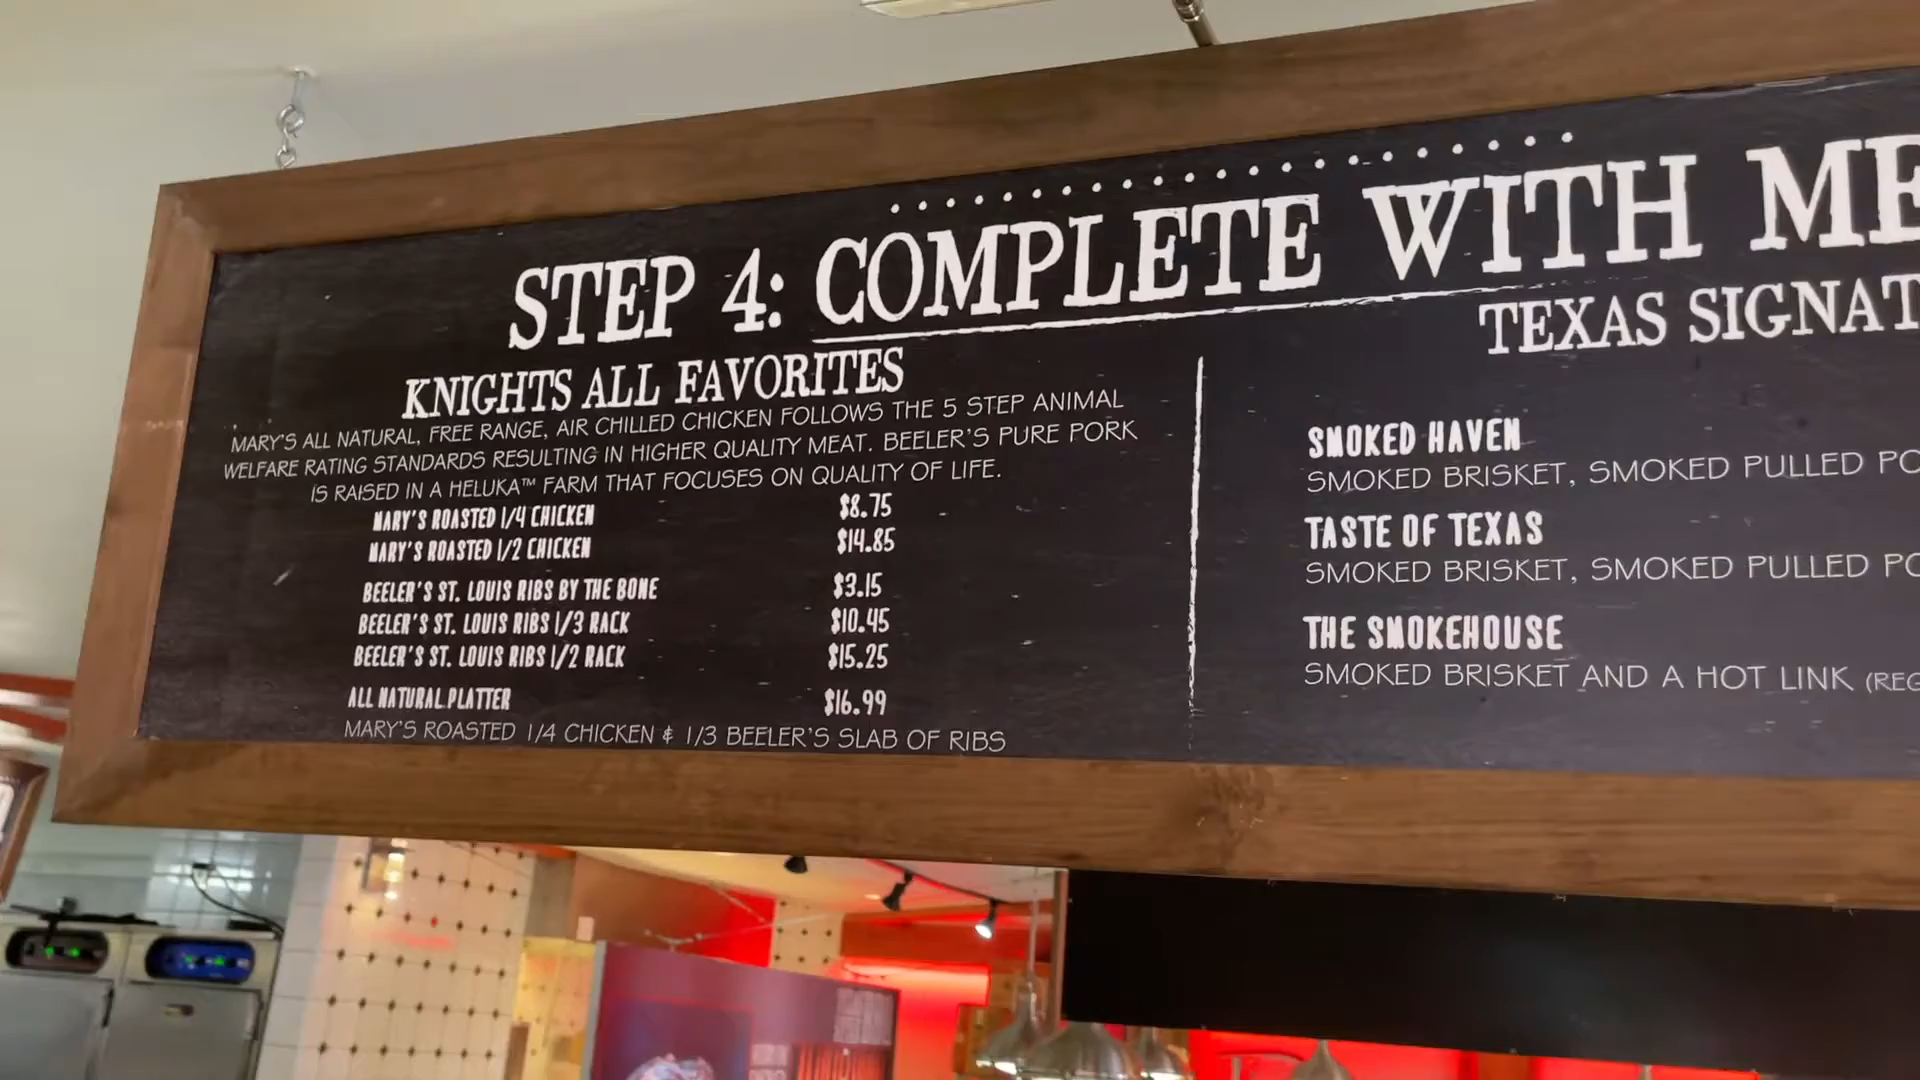 STEP 4: COMPLETE WITH ME
KNIGHTS ALL FAVORITES
MARY'S ALL NATURAL, FREE RANGE, AIR CHILLED CHICKEN FOLLOWS THE 5 STEP ANIMAL
WELFARE RATING STANDARDS RESULTING IN HIGHER QUALITY MEAT. BEELER'S PURE PORK
IS RAISED IN A HELUKA™ FARM THAT FOCUSES ON QUALITY OF LIFE.
MARY'S ROASTED 1/4 CHICKEN $8.75
MARY'S ROASTED 1/2 CHICKEN $14.85
BEELER'S ST. LOUIS RIBS BY THE BONE $3.15
BEELER'S ST. LOUIS RIBS 1/3 RACK $10.45
BEELER'S ST. LOUIS RIBS 1/2 RACK $15.25
ALL NATURAL PLATTER $16.99
MARY'S ROASTED 1/4 CHICKEN & 1/3 BEELER'S SLAB OF RIBS
TEXAS SIGNAT
SMOKED HAVEN
SMOKED BRISKET, SMOKED PULLED PO
TASTE OF TEXAS
SMOKED BRISKET, SMOKED PULLED PO
THE SMOKEHOUSE
SMOKED BRISKET AND A HOT LINK (REG